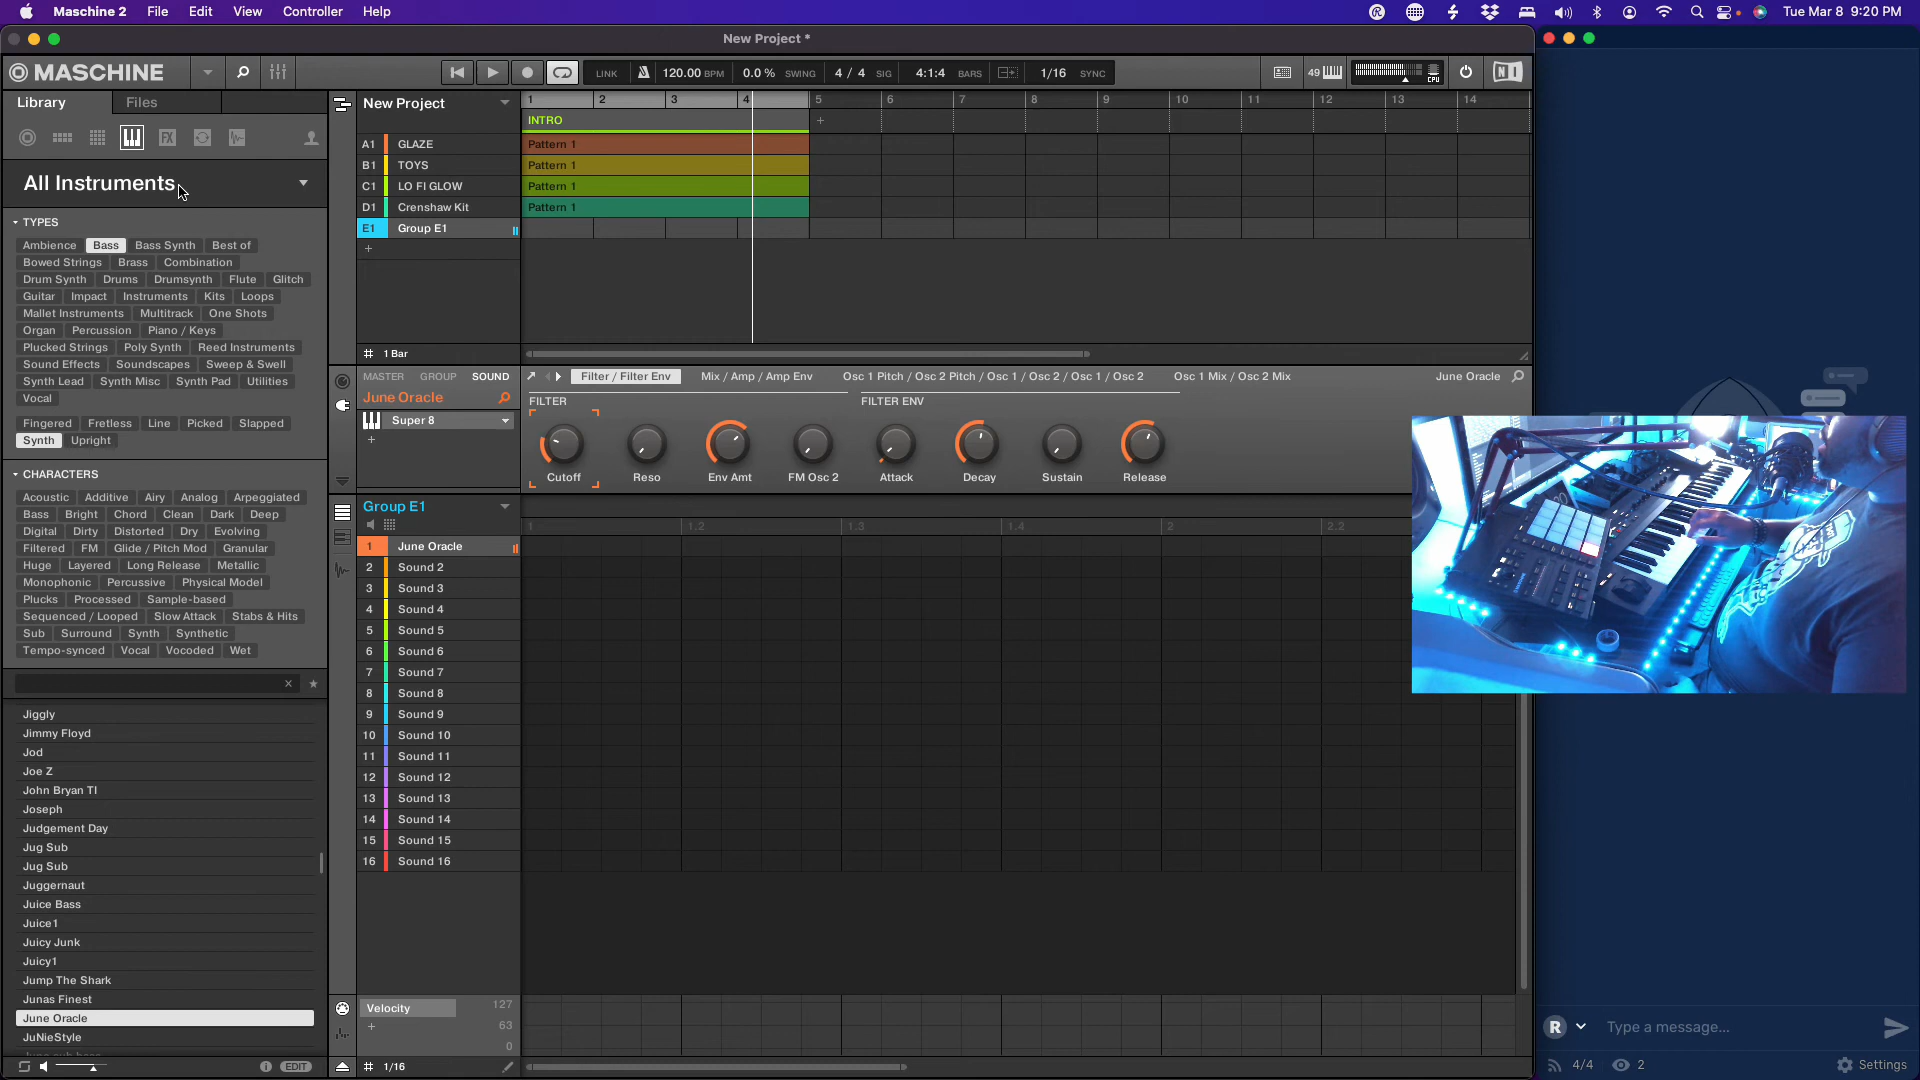 Maschine 2 File Edit View Controller Help Tue Mar 8 9:20 PM
New Project *
MASCHINE LINK 120.00 BPM 0.0 % SWING 4 / 4 SIG 4:1:4 BARS 1/16 SYNC 49 CPU
Library Files
New Project 1 2 3 4 5 6 7 8 9 10 11 12 13 14
INTRO +
A1 GLAZE Pattern 1
B1 TOYS Pattern 1
C1 LO FI GLOW Pattern 1
D1 Crenshaw Kit Pattern 1
E1 Group E1
+
1 Bar
FX
All Instruments
TYPES
Ambience Bass Bass Synth Best of
Bowed Strings Brass Combination
Drum Synth Drums Drumsynth Flute Glitch
Guitar Impact Instruments Kits Loops
Mallet Instruments Multitrack One Shots
Organ Percussion Piano / Keys
Plucked Strings Poly Synth Reed Instruments
Sound Effects Soundscapes Sweep & Swell
Synth Lead Synth Misc Synth Pad Utilities
Vocal
Fingered Fretless Line Picked Slapped
Synth Upright
CHARACTERS
Acoustic Additive Airy Analog Arpeggiated
Bass Bright Chord Clean Dark Deep
Digital Dirty Distorted Dry Evolving
Filtered FM Glide / Pitch Mod Granular
Huge Layered Long Release Metallic
Monophonic Percussive Physical Model
Plucks Processed Sample-based
Sequenced / Looped Slow Attack Stabs & Hits
Sub Surround Synth Synthetic
Tempo-synced Vocal Vocoded Wet
Jiggly
Jimmy Floyd
Jod
Joe Z
John Bryan TI
Joseph
Judgement Day
Jug Sub
Jug Sub
Juggernaut
Juice Bass
Juice1
Juicy Junk
Juicy1
Jump The Shark
Junas Finest
June Oracle
JuNieStyle
EDIT
MASTER GROUP SOUND
June Oracle
Super 8
+
Filter / Filter Env Mix / Amp / Amp Env Osc 1 Pitch / Osc 2 Pitch / Osc 1 / Osc 2 / Osc 1 / Osc 2 Osc 1 Mix / Osc 2 Mix June Oracle
FILTER FILTER ENV
Cutoff Reso Env Amt FM Osc 2 Attack Decay Sustain Release
Group E1
1 1.2 1.3 1.4 2 2.2
1 June Oracle
2 Sound 2
3 Sound 3
4 Sound 4
5 Sound 5
6 Sound 6
7 Sound 7
8 Sound 8
9 Sound 9
10 Sound 10
11 Sound 11
12 Sound 12
13 Sound 13
14 Sound 14
15 Sound 15
16 Sound 16
Velocity 127
+ 63
0
1/16
R Type a message...
4/4 2 Settings